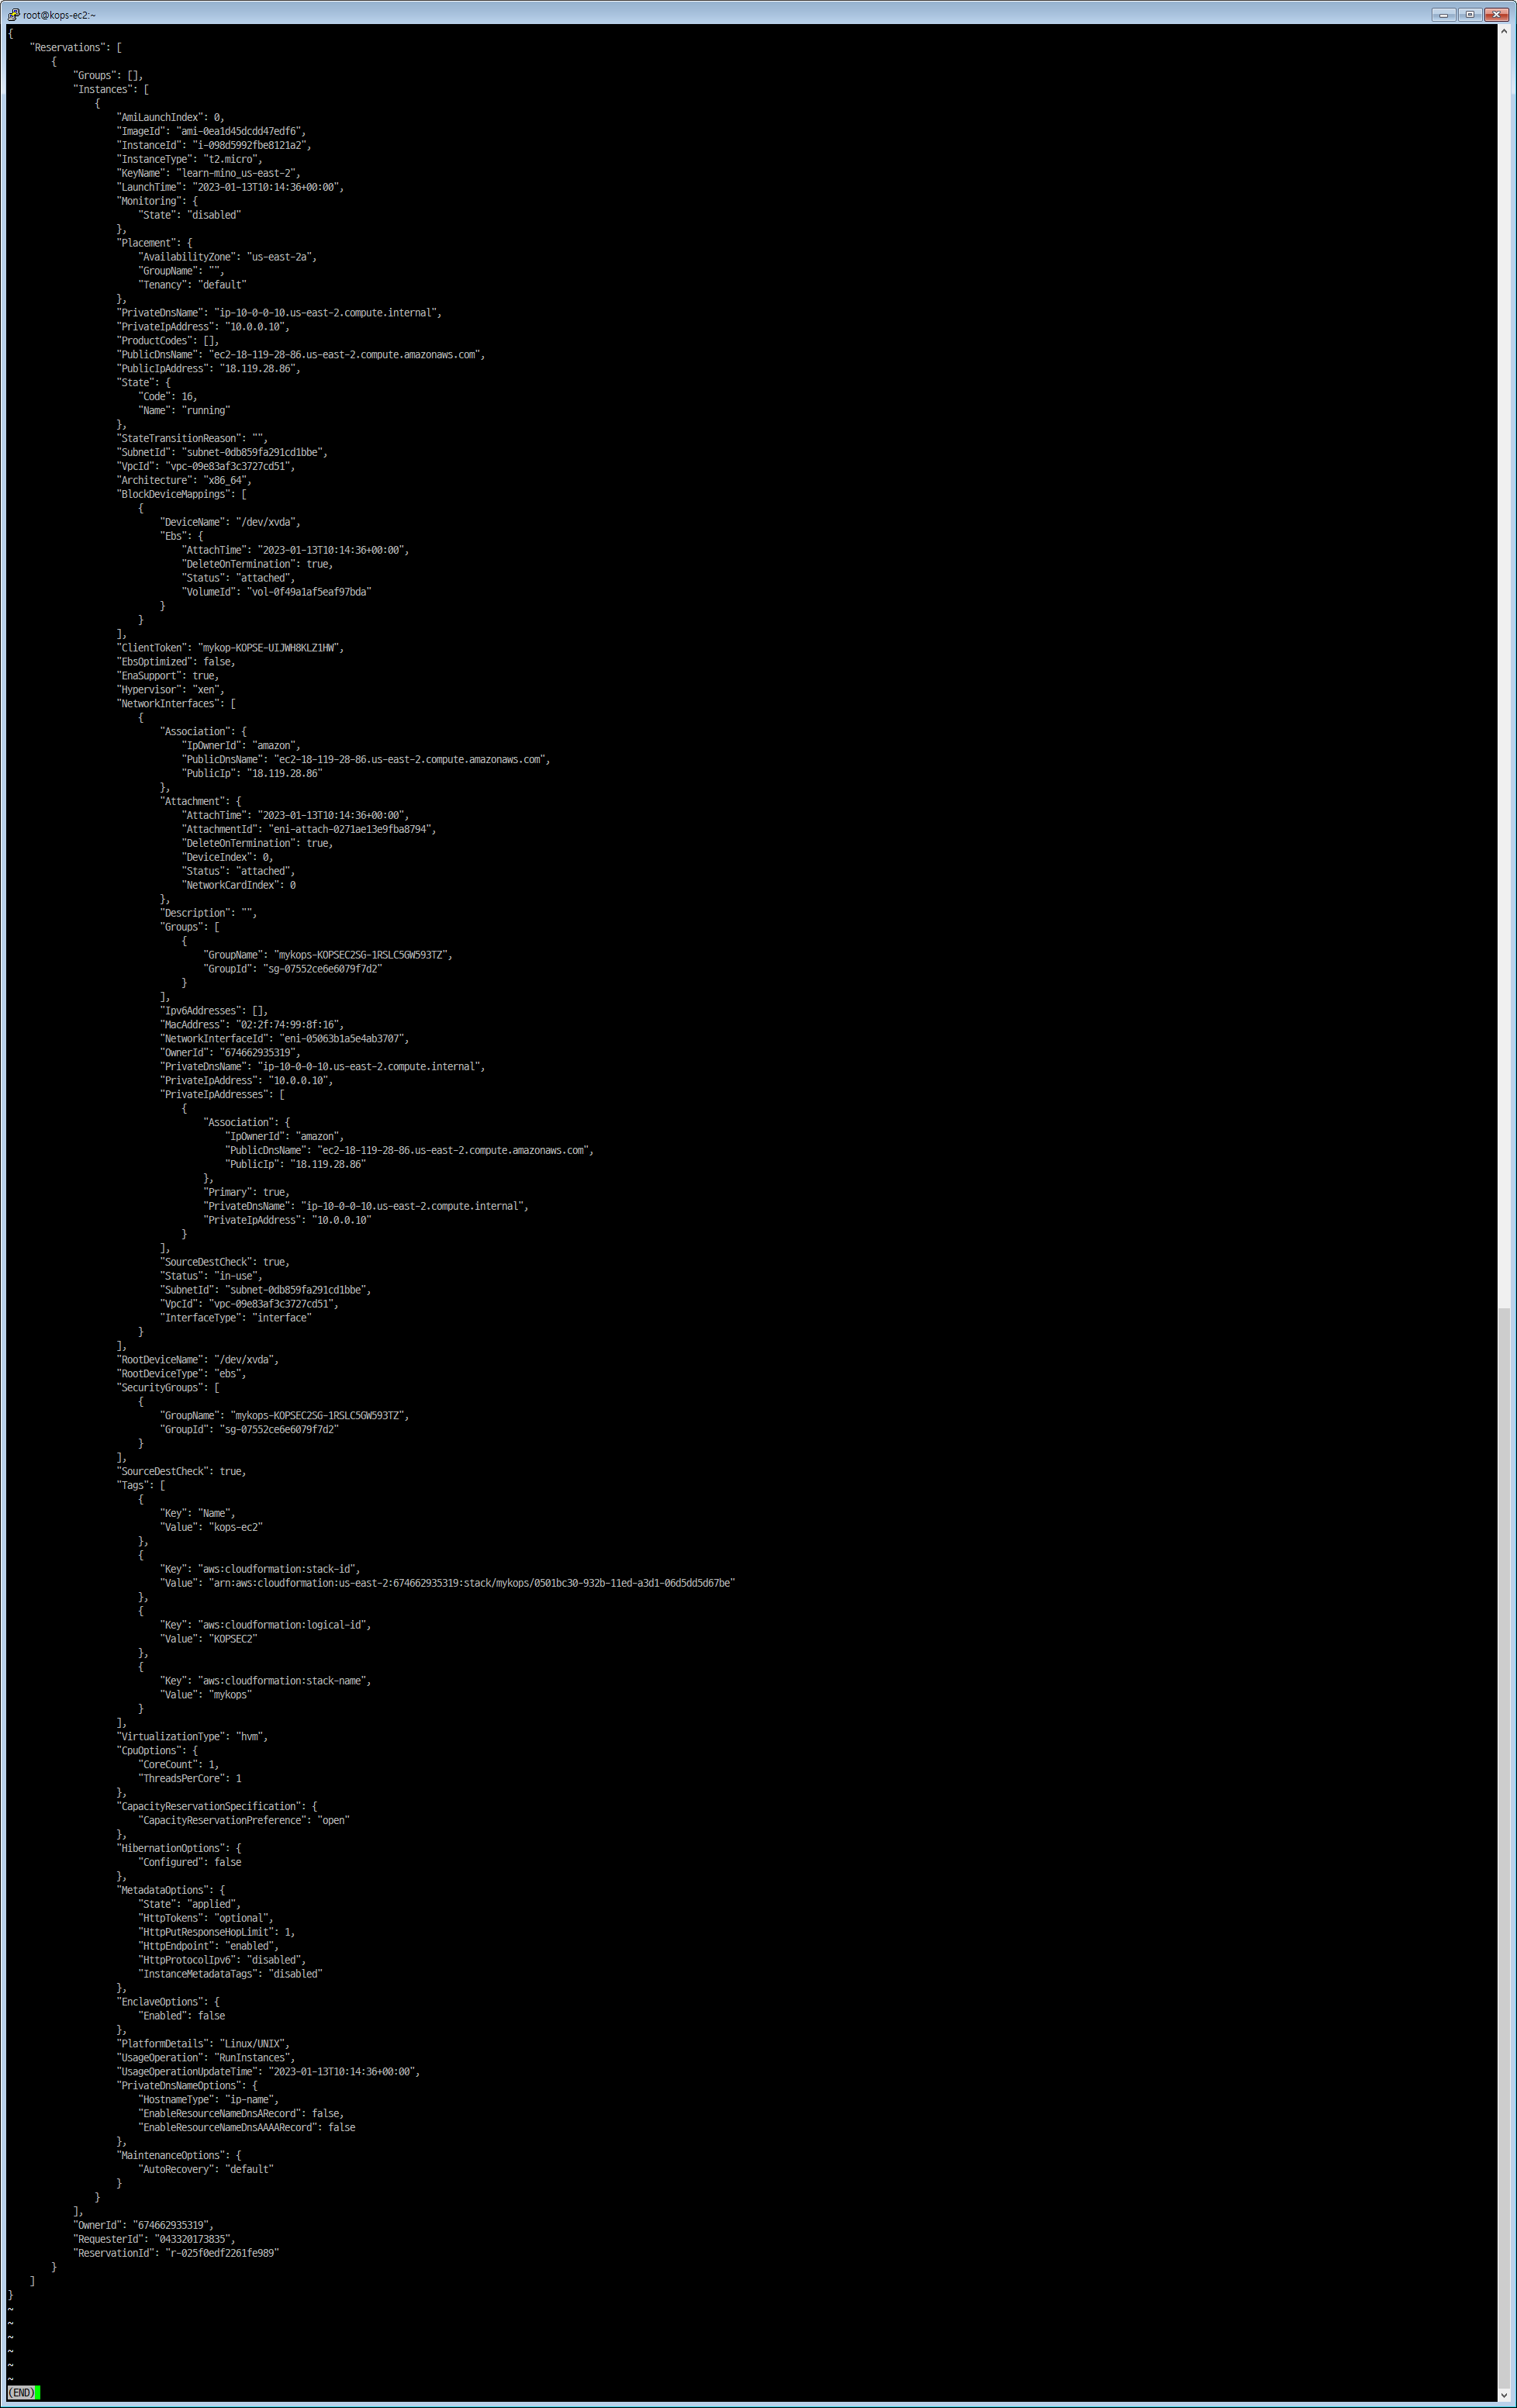 root@kops-ec2:~
{
    "Reservations": [
        {
            "Groups": [],
            "Instances": [
                {
                    "AmiLaunchIndex": 0,
                    "ImageId": "ami-0ea1d45dcdd47edf6",
                    "InstanceId": "i-098d5992fbe8121a2",
                    "InstanceType": "t2.micro",
                    "KeyName": "learn-mino_us-east-2",
                    "LaunchTime": "2023-01-13T10:14:36+00:00",
                    "Monitoring": {
                        "State": "disabled"
                    },
                    "Placement": {
                        "AvailabilityZone": "us-east-2a",
                        "GroupName": "",
                        "Tenancy": "default"
                    },
                    "PrivateDnsName": "ip-10-0-0-10.us-east-2.compute.internal",
                    "PrivateIpAddress": "10.0.0.10",
                    "ProductCodes": [],
                    "PublicDnsName": "ec2-18-119-28-86.us-east-2.compute.amazonaws.com",
                    "PublicIpAddress": "18.119.28.86",
                    "State": {
                        "Code": 16,
                        "Name": "running"
                    },
                    "StateTransitionReason": "",
                    "SubnetId": "subnet-0db859fa291cd1bbe",
                    "VpcId": "vpc-09e83af3c3727cd51",
                    "Architecture": "x86_64",
                    "BlockDeviceMappings": [
                        {
                            "DeviceName": "/dev/xvda",
                            "Ebs": {
                                "AttachTime": "2023-01-13T10:14:36+00:00",
                                "DeleteOnTermination": true,
                                "Status": "attached",
                                "VolumeId": "vol-0f49a1af5eaf97bda"
                            }
                        }
                    ],
                    "ClientToken": "mykop-KOPSE-UIJWH8KLZ1HW",
                    "EbsOptimized": false,
                    "EnaSupport": true,
                    "Hypervisor": "xen",
                    "NetworkInterfaces": [
                        {
                            "Association": {
                                "IpOwnerId": "amazon",
                                "PublicDnsName": "ec2-18-119-28-86.us-east-2.compute.amazonaws.com",
                                "PublicIp": "18.119.28.86"
                            },
                            "Attachment": {
                                "AttachTime": "2023-01-13T10:14:36+00:00",
                                "AttachmentId": "eni-attach-0271ae13e9fba8794",
                                "DeleteOnTermination": true,
                                "DeviceIndex": 0,
                                "Status": "attached",
                                "NetworkCardIndex": 0
                            },
                            "Description": "",
                            "Groups": [
                                {
                                    "GroupName": "mykops-KOPSEC2SG-1RSLC5GW593TZ",
                                    "GroupId": "sg-07552ce6e6079f7d2"
                                }
                            ],
                            "Ipv6Addresses": [],
                            "MacAddress": "02:2f:74:99:8f:16",
                            "NetworkInterfaceId": "eni-05063b1a5e4ab3707",
                            "OwnerId": "674662935319",
                            "PrivateDnsName": "ip-10-0-0-10.us-east-2.compute.internal",
                            "PrivateIpAddress": "10.0.0.10",
                            "PrivateIpAddresses": [
                                {
                                    "Association": {
                                        "IpOwnerId": "amazon",
                                        "PublicDnsName": "ec2-18-119-28-86.us-east-2.compute.amazonaws.com",
                                        "PublicIp": "18.119.28.86"
                                    },
                                    "Primary": true,
                                    "PrivateDnsName": "ip-10-0-0-10.us-east-2.compute.internal",
                                    "PrivateIpAddress": "10.0.0.10"
                                }
                            ],
                            "SourceDestCheck": true,
                            "Status": "in-use",
                            "SubnetId": "subnet-0db859fa291cd1bbe",
                            "VpcId": "vpc-09e83af3c3727cd51",
                            "InterfaceType": "interface"
                        }
                    ],
                    "RootDeviceName": "/dev/xvda",
                    "RootDeviceType": "ebs",
                    "SecurityGroups": [
                        {
                            "GroupName": "mykops-KOPSEC2SG-1RSLC5GW593TZ",
                            "GroupId": "sg-07552ce6e6079f7d2"
                        }
                    ],
                    "SourceDestCheck": true,
                    "Tags": [
                        {
                            "Key": "Name",
                            "Value": "kops-ec2"
                        },
                        {
                            "Key": "aws:cloudformation:stack-id",
                            "Value": "arn:aws:cloudformation:us-east-2:674662935319:stack/mykops/0501bc30-932b-11ed-a3d1-06d5dd5d67be"
                        },
                        {
                            "Key": "aws:cloudformation:logical-id",
                            "Value": "KOPSEC2"
                        },
                        {
                            "Key": "aws:cloudformation:stack-name",
                            "Value": "mykops"
                        }
                    ],
                    "VirtualizationType": "hvm",
                    "CpuOptions": {
                        "CoreCount": 1,
                        "ThreadsPerCore": 1
                    },
                    "CapacityReservationSpecification": {
                        "CapacityReservationPreference": "open"
                    },
                    "HibernationOptions": {
                        "Configured": false
                    },
                    "MetadataOptions": {
                        "State": "applied",
                        "HttpTokens": "optional",
                        "HttpPutResponseHopLimit": 1,
                        "HttpEndpoint": "enabled",
                        "HttpProtocolIpv6": "disabled",
                        "InstanceMetadataTags": "disabled"
                    },
                    "EnclaveOptions": {
                        "Enabled": false
                    },
                    "PlatformDetails": "Linux/UNIX",
                    "UsageOperation": "RunInstances",
                    "UsageOperationUpdateTime": "2023-01-13T10:14:36+00:00",
                    "PrivateDnsNameOptions": {
                        "HostnameType": "ip-name",
                        "EnableResourceNameDnsARecord": false,
                        "EnableResourceNameDnsAAAARecord": false
                    },
                    "MaintenanceOptions": {
                        "AutoRecovery": "default"
                    }
                }
            ],
            "OwnerId": "674662935319",
            "RequesterId": "043320173835",
            "ReservationId": "r-025f0edf2261fe989"
        }
    ]
}
~
~
~
~
~
~
(END)